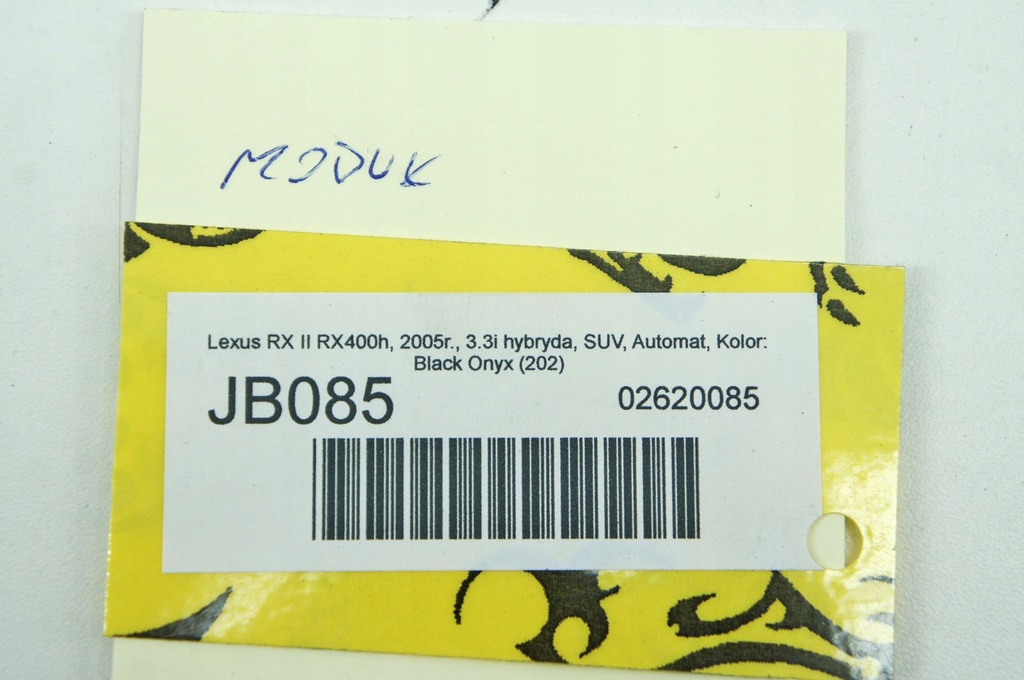 MODUK
Lexus RX II RX400h, 2005r., 3.3i hybryda, SUV, Automat, Kolor:
Black Onyx (202)
JB085 02620085